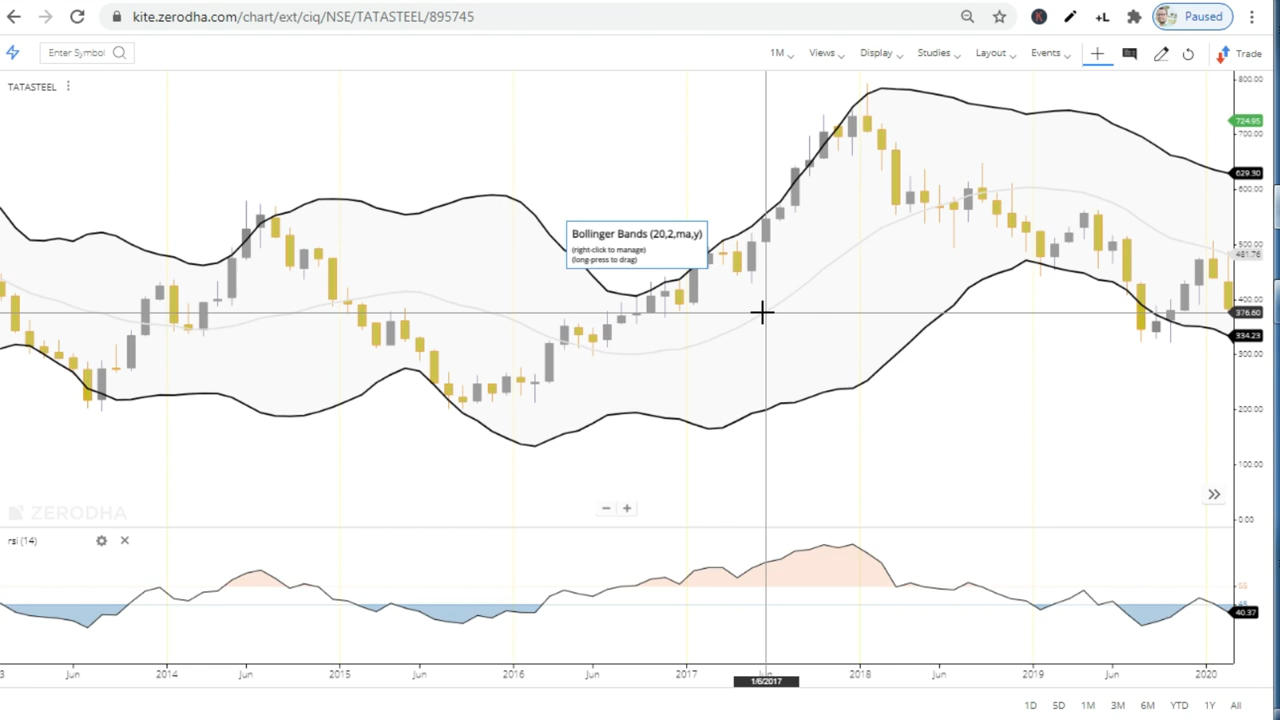 kite.zerodha.com/chart/ext/ciq/NSE/TATASTEEL/895745
K
+L
Paused
Enter Symbol
1M
Views
Display
Studies
Layout
Events
Trade
TATASTEEL
800.00
724.95
700.00
629.30
600.00
500.00
481.76
400.00
376.60
334.23
300.00
200.00
100.00
0.00
Bollinger Bands (20,2,ma,y)
(right-click to manage)
(long-press to drag)
ZERODHA
rsi (14)
40.37
Jun 2014 Jun 2015 Jun 2016 Jun 2017 2018 Jun 2019 Jun 2020
1/6/2017
1D 5D 1M 3M 6M YTD 1Y All